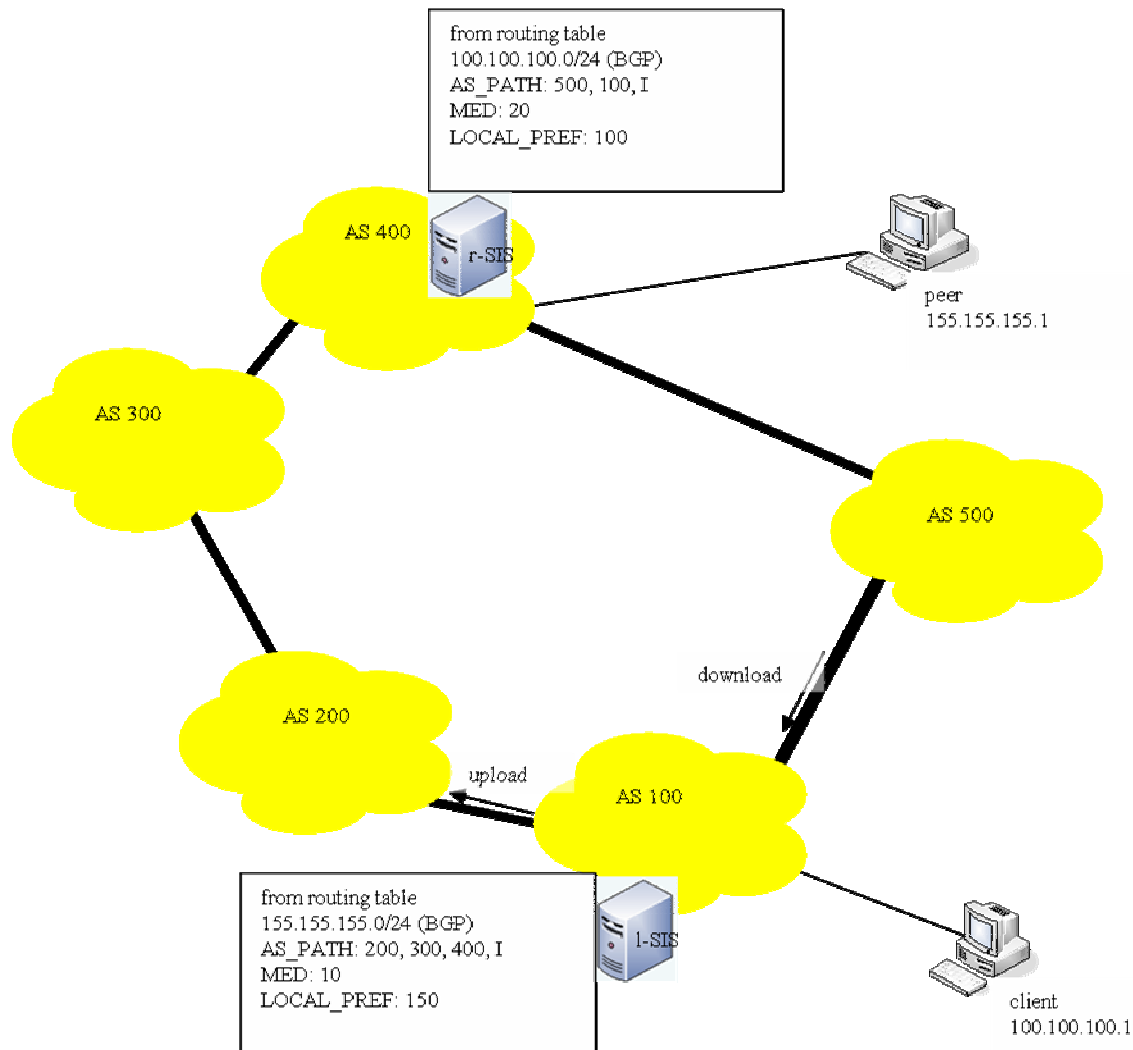 from routing table
100.100.100.0/24 (BGP)
AS_PATH: 500, 100, I
MED: 20
LOCAL_PREF: 100
AS 400
r-SIS
peer
155.155.155.1
AS 300
AS 500
download
AS 200
upload
AS 100
from routing table
155.155.155.0/24 (BGP)
AS_PATH: 200, 300, 400, I
MED: 10
LOCAL_PREF: 150
l-SIS
client
100.100.100.1